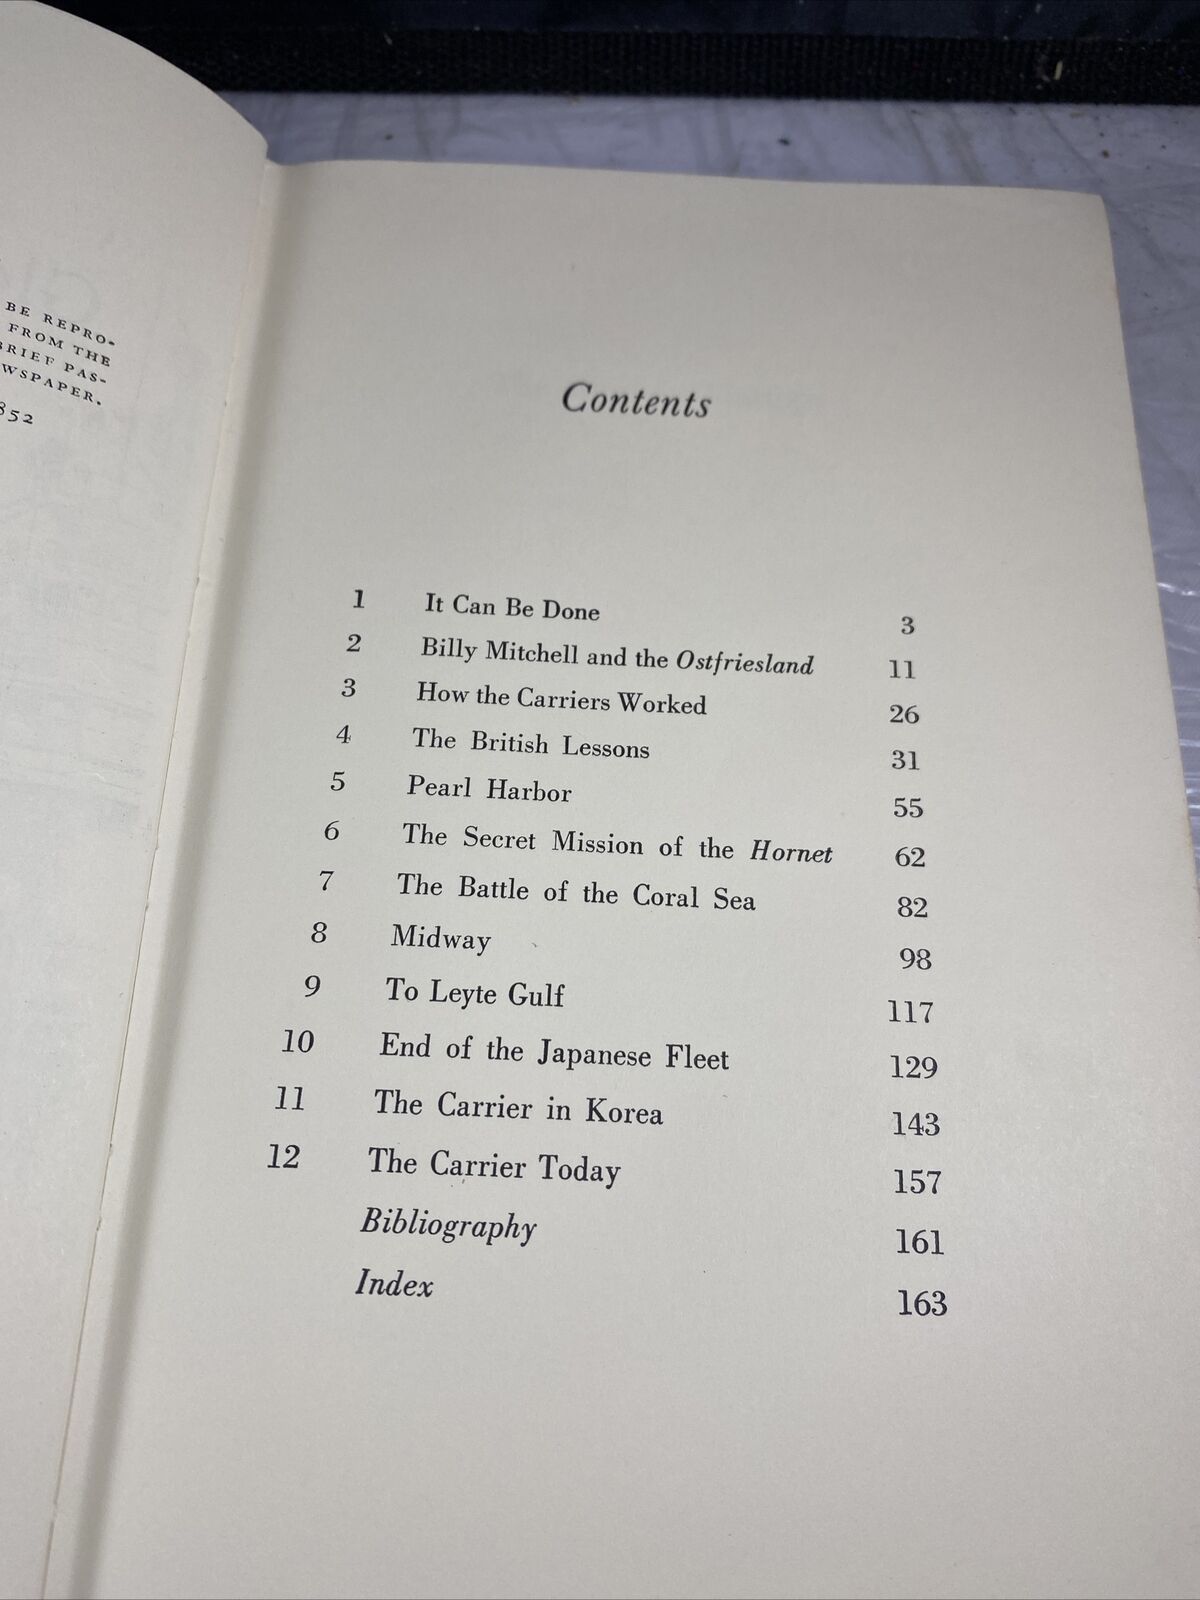 BE REPRO-
FROM THE
BRIEF PAS-
WSPAPER.
852
Contents
1 It Can Be Done 3
2 Billy Mitchell and the Ostfriesland 11
3 How the Carriers Worked 26
4 The British Lessons 31
5 Pearl Harbor 55
6 The Secret Mission of the Hornet 62
7 The Battle of the Coral Sea 82
8 Midway 98
9 To Leyte Gulf 117
10 End of the Japanese Fleet 129
11 The Carrier in Korea 143
12 The Carrier Today 157
Bibliography 161
Index 163